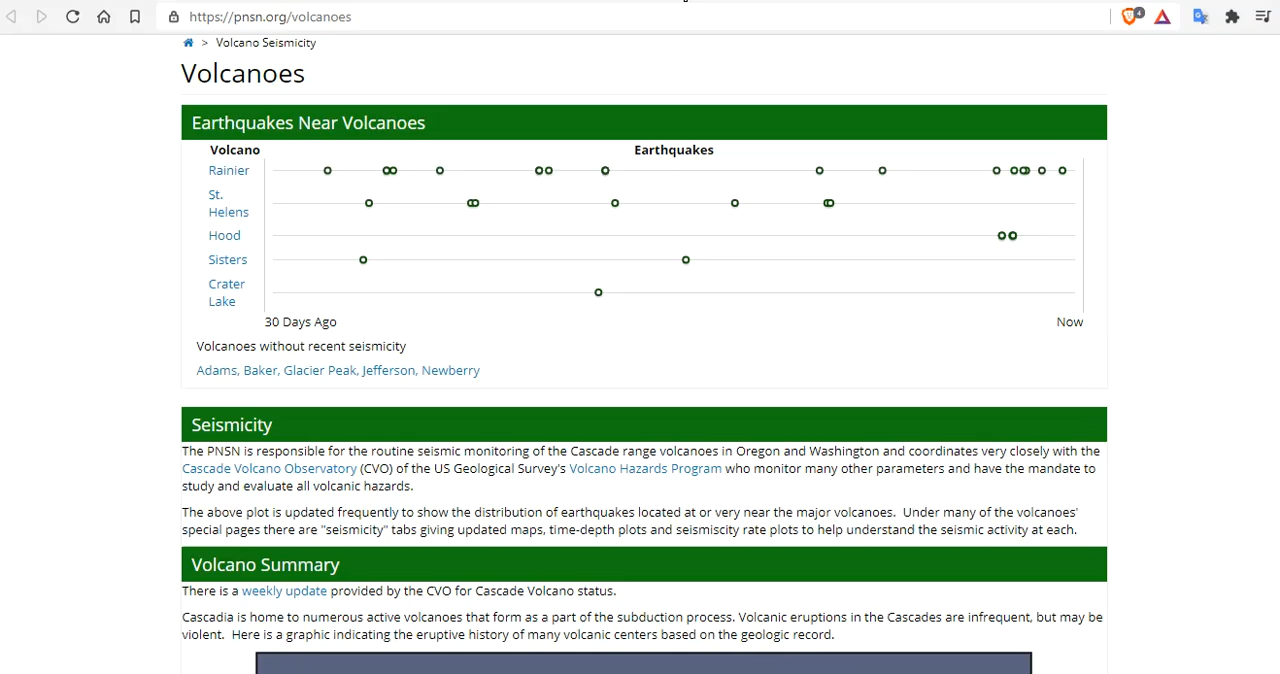 https://pnsn.org/volcanoes
4
> Volcano Seismicity
Volcanoes
Earthquakes Near Volcanoes
Volcano Earthquakes
Rainier
St.
Helens
Hood
Sisters
Crater
Lake
30 Days Ago Now
Volcanoes without recent seismicity
Adams, Baker, Glacier Peak, Jefferson, Newberry
Seismicity
The PNSN is responsible for the routine seismic monitoring of the Cascade range volcanoes in Oregon and Washington and coordinates very closely with the
Cascade Volcano Observatory (CVO) of the US Geological Survey's Volcano Hazards Program who monitor many other parameters and have the mandate to
study and evaluate all volcanic hazards.
The above plot is updated frequently to show the distribution of earthquakes located at or very near the major volcanoes.  Under many of the volcanoes'
special pages there are "seismicity" tabs giving updated maps, time-depth plots and seismiscity rate plots to help understand the seismic activity at each.
Volcano Summary
There is a weekly update provided by the CVO for Cascade Volcano status.
Cascadia is home to numerous active volcanoes that form as a part of the subduction process. Volcanic eruptions in the Cascades are infrequent, but may be
violent.  Here is a graphic indicating the eruptive history of many volcanic centers based on the geologic record.